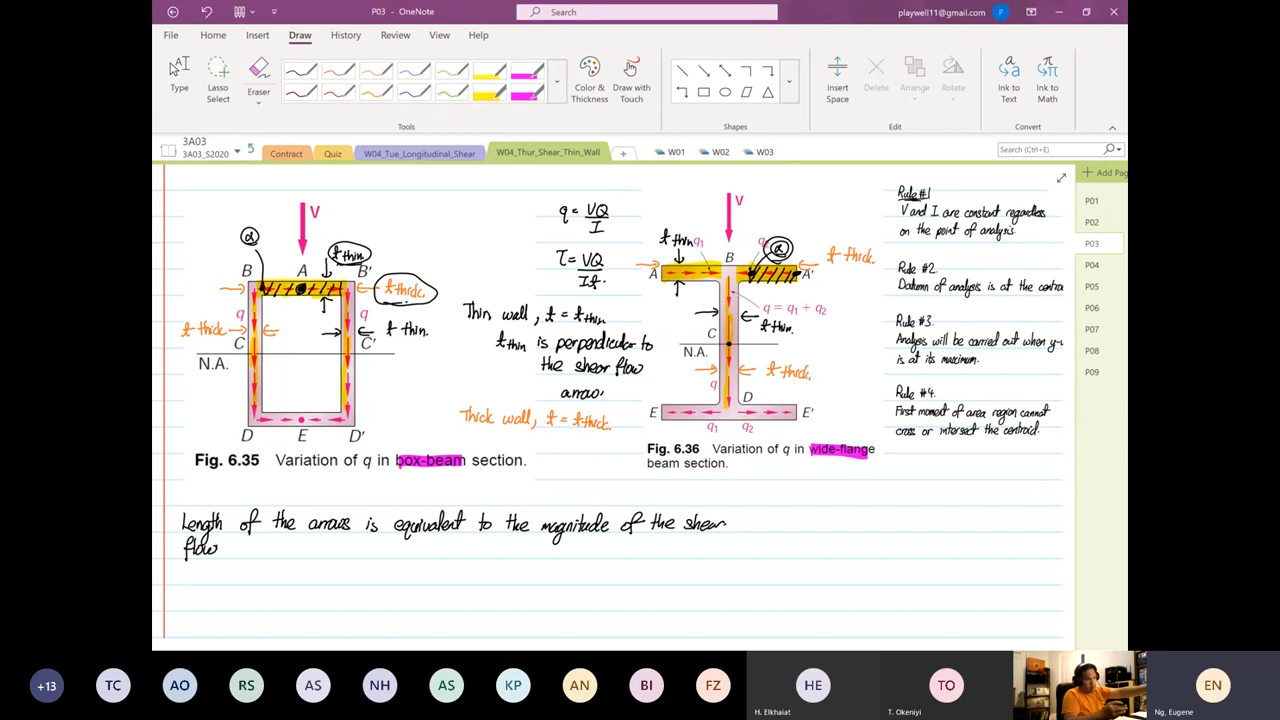 P03 - OneNote
Search
playwell11@gmail.com
P
File
Home
Insert
Draw
History
Review
View
Help
Type
Lasso Select
Eraser
Color & Thickness
Draw with Touch
Insert Space
Delete
Arrange
Rotate
Ink to Text
Ink to Math
Tools
Shapes
Edit
Convert
3A03
3A03_S2020
5
Contract
Quiz
W04_Tue_Longitudinal_Shear
W04_Thur_Shear_Thin_Wall
W01
W02
W03
Search (Ctrl+E)
Add Pag
P01
P02
P03
P04
P05
P06
P07
P08
P09
V
α
t thin
B
A
B'
t thick.
q
q
t thick
t thin.
C
C'
N.A.
D
E
D'
Fig. 6.35 Variation of q in box-beam section.
q = VQ/I
τ = VQ/It.
Thin wall, t = t thin
t thin is perpendicular to
the shear flow
arrow.
Thick wall, t = t thick.
V
t thin
q1
B
q2
α
t thick.
A
A'
q = q1 + q2
t thin.
C
N.A.
t thick.
q
D
E
E'
q1
q2
Fig. 6.36 Variation of q in wide-flange
beam section.
Rule #1
V and I are constant regardless
on the point of analysis.
Rule #2.
Datum of analysis is at the centro
Rule #3.
Analysis will be carried out when y-
is at its maximum.
Rule #4.
First moment of area region cannot
cross or intersect the centroid.
Length of the arrows is equivalent to the magnitude of the shear
flow
+13
TC
AO
RS
AS
NH
AS
KP
AN
BI
FZ
HE
H. Elkhaiat
TO
T. Okeniyi
EN
Ng, Eugene